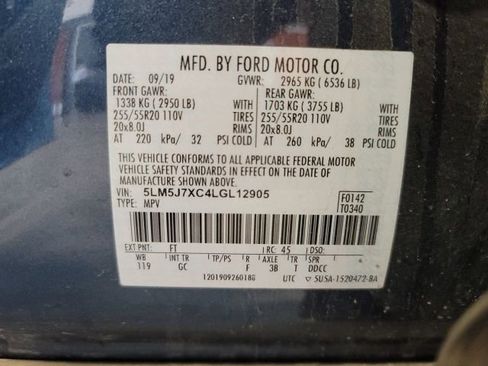 MFD. BY FORD MOTOR CO.
DATE: 09/19 GVWR: 2965 KG ( 6536 LB)
FRONT GAWR: REAR GAWR:
1338 KG ( 2950 LB) WITH 1703 KG ( 3755 LB) WITH
255/55R20 110V TIRES 255/55R20 110V TIRES
20x8.0J RIMS 20x8.0J RIMS
AT 220 kPa/ 32 PSI COLD AT 260 kPa/ 38 PSI COLD
THIS VEHICLE CONFORMS TO ALL APPLICABLE FEDERAL MOTOR
VEHICLE SAFETY STANDARDS IN EFFECT ON THE DATE OF
MANUFACTURE SHOWN ABOVE.
VIN: 5LM5J7XC4LGL12905 F0142
TYPE: MPV T0340
EXT PNT: FT RC: 45 DSO:
WB INT TR TP/PS R AXLE TR SPR
119 GC F 3B T DDCC
UTC ▽ 5USA-1520472-BA